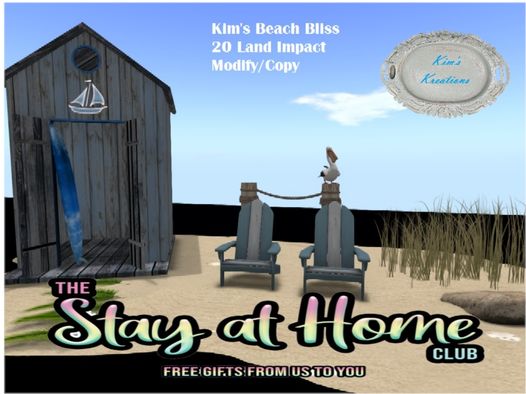 Kim's Beach Bliss
20 Land Impact
Modify/Copy
Kim's
Kreations
THE
Stay at Home
CLUB
FREE GIFTS FROM US TO YOU